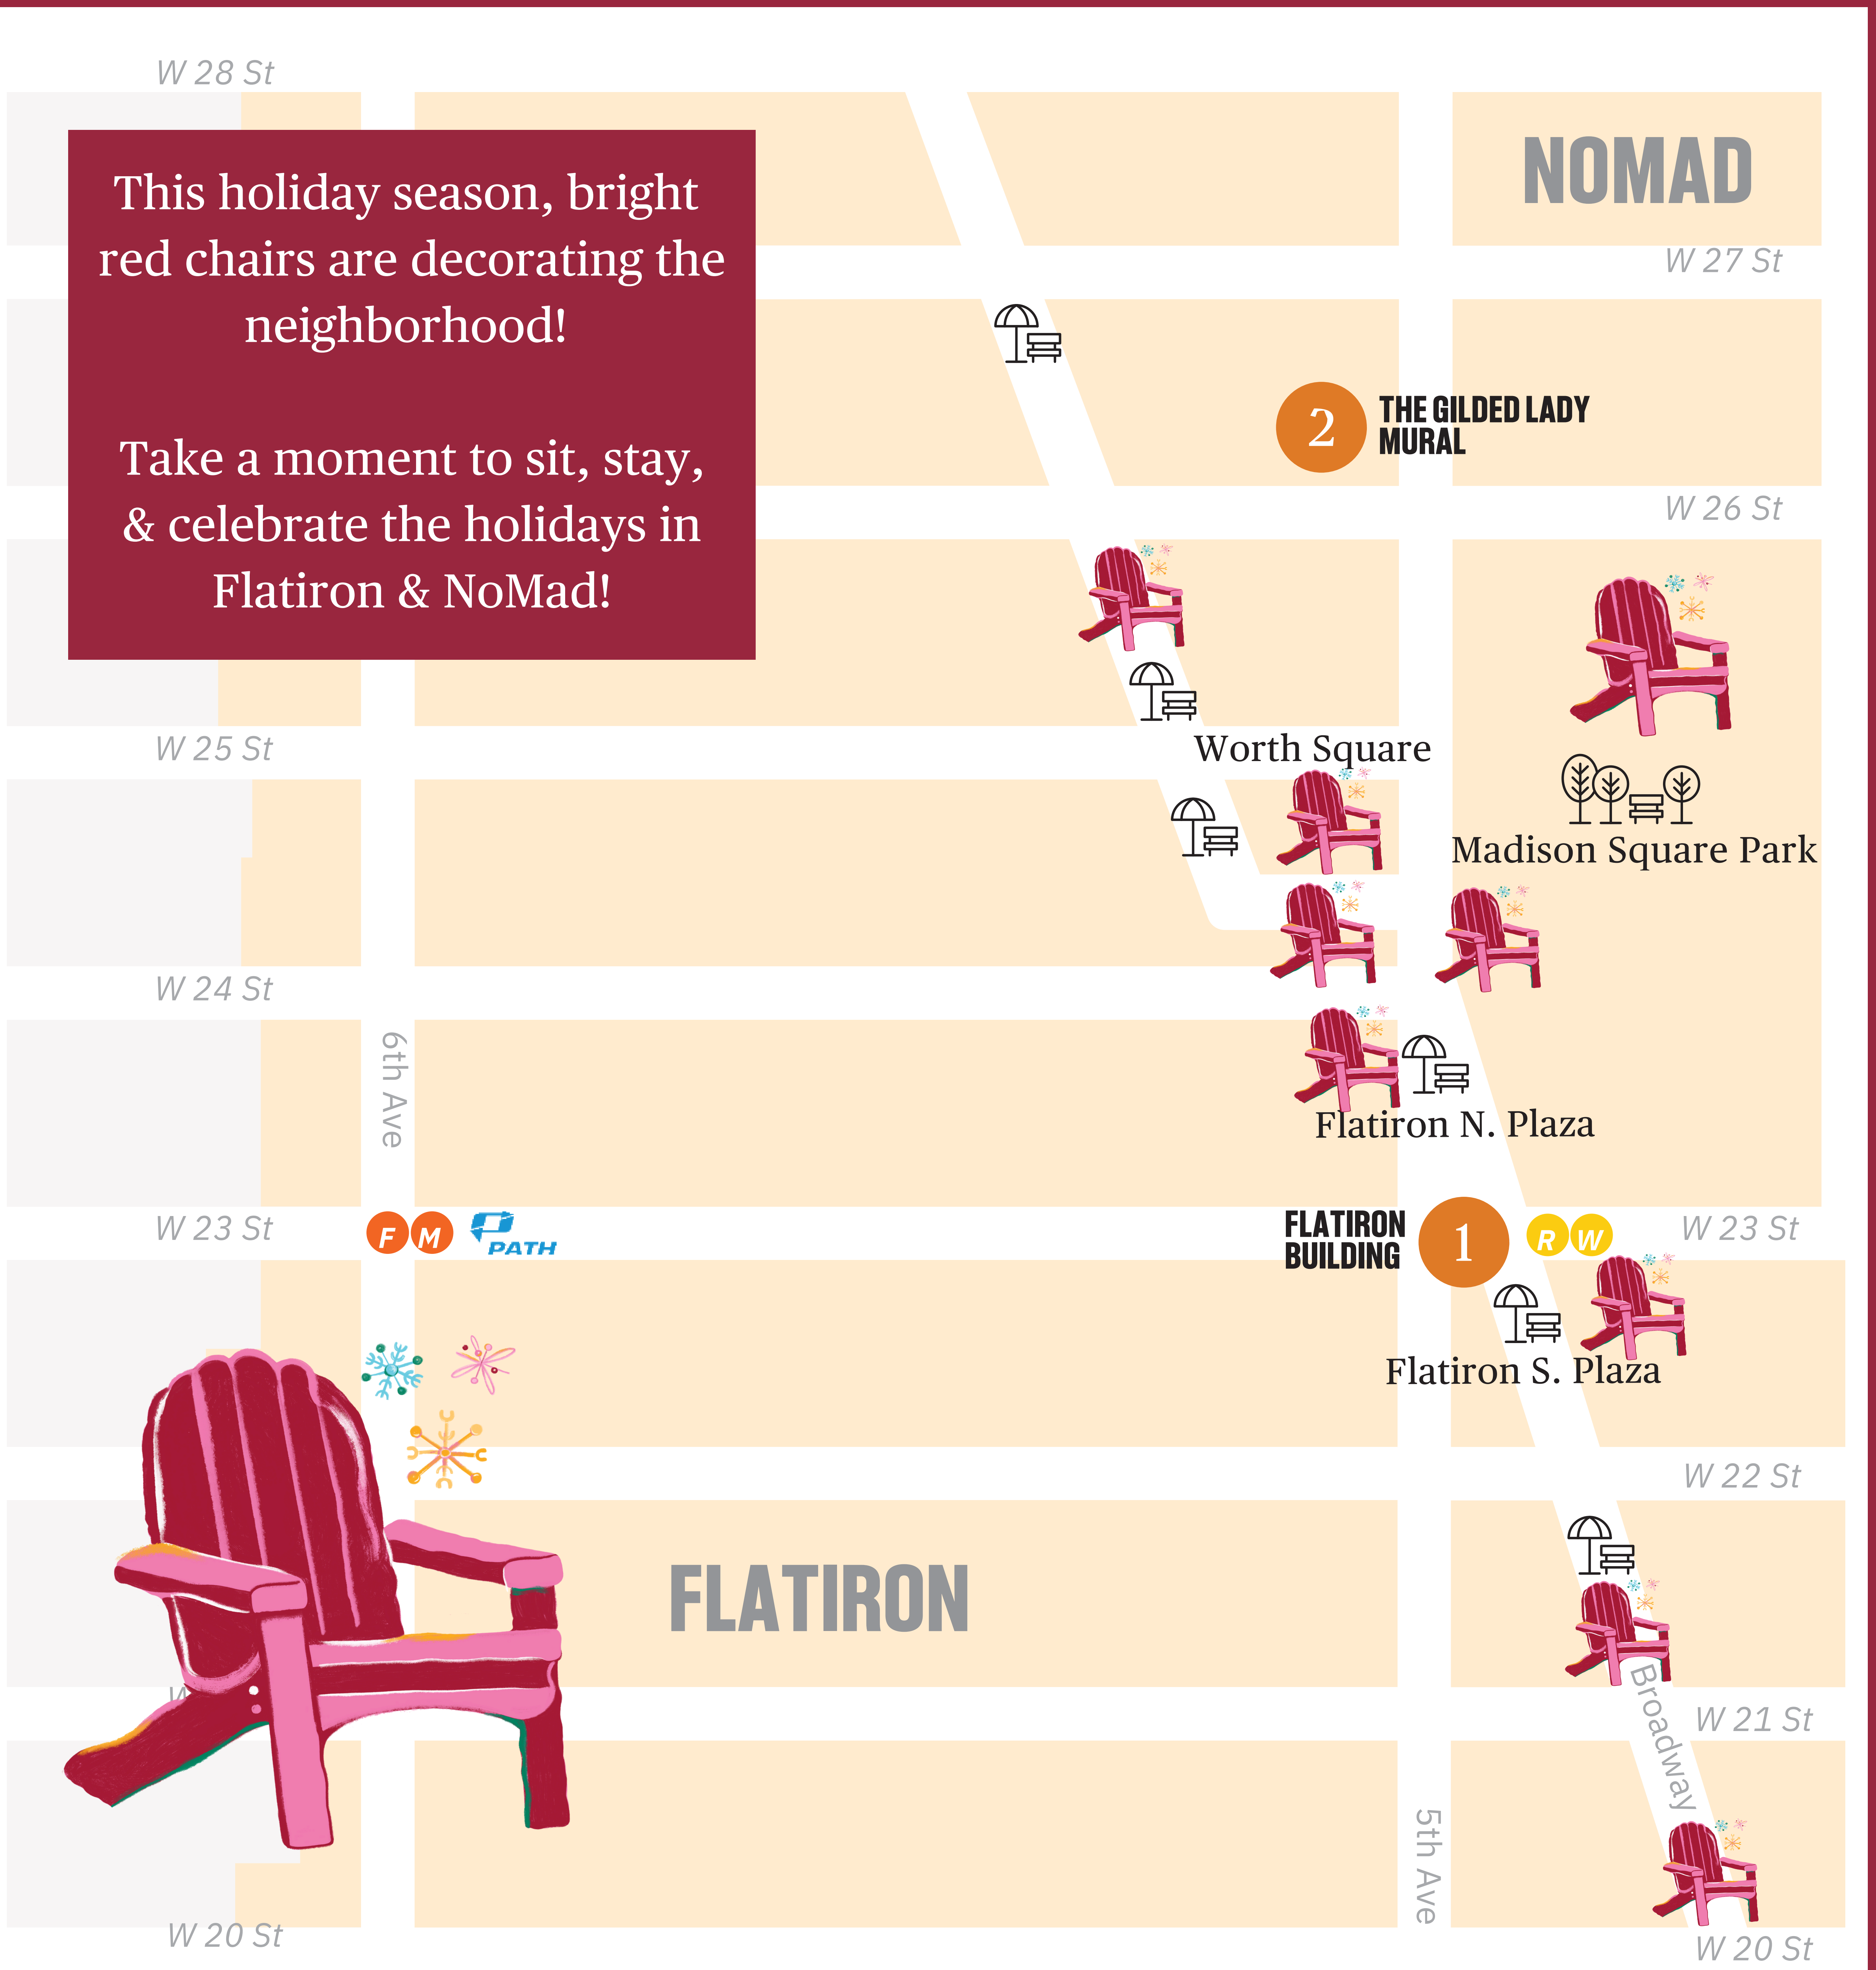 W 28 St
NOMAD
This holiday season, bright
red chairs are decorating the
neighborhood!
Take a moment to sit, stay,
& celebrate the holidays in
Flatiron & NoMad!
W 27 St
2
THE GILDED LADY
MURAL
W 26 St
W 25 St
Worth Square
Madison Square Park
W 24 St
6th Ave
Flatiron N. Plaza
W 23 St
F M
PATH
FLATIRON
BUILDING
1
R W
W 23 St
Flatiron S. Plaza
W 22 St
FLATIRON
Broadway
W 21 St
5th Ave
W 20 St
W 20 St